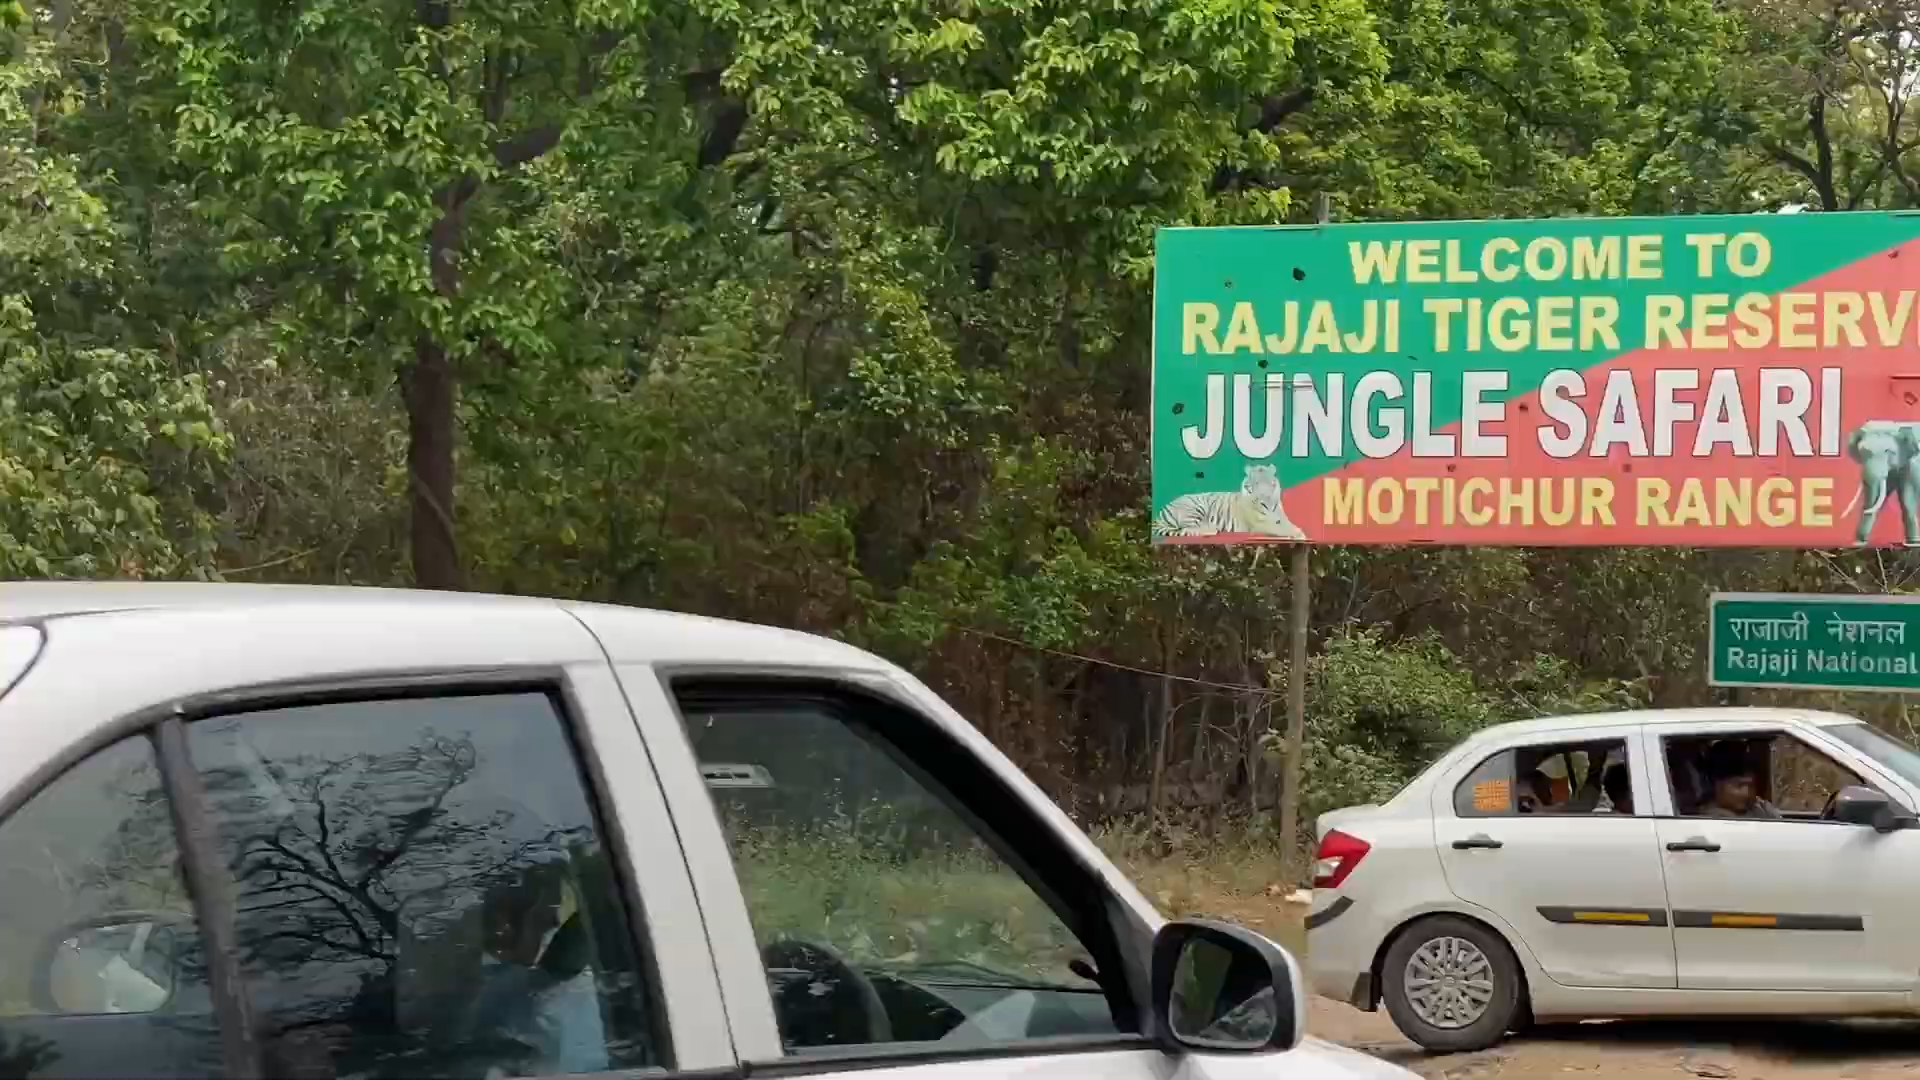 WELCOME TO
RAJAJI TIGER RESERV
JUNGLE SAFARI
MOTICHUR RANGE
राजाजी नेशनल
Rajaji National